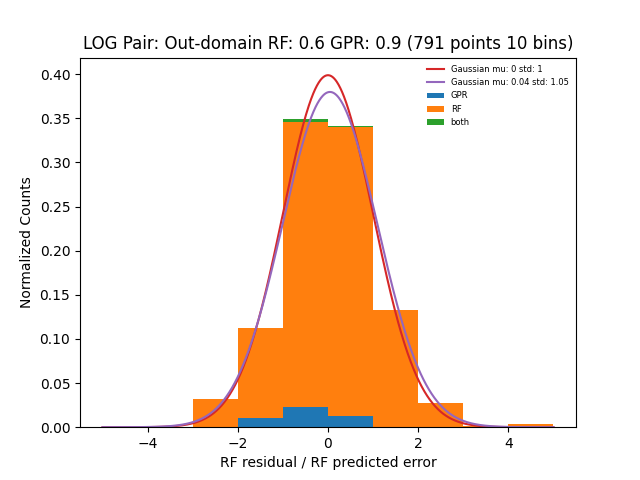 LOG Pair: Out-domain RF: 0.6 GPR: 0.9 (791 points 10 bins)
Gaussian mu: 0 std: 1
Gaussian mu: 0.04 std: 1.05
GPR
RF
both
Normalized Counts
0.40
0.35
0.30
0.25
0.20
0.15
0.10
0.05
0.00
−4 −2 0 2 4
RF residual / RF predicted error